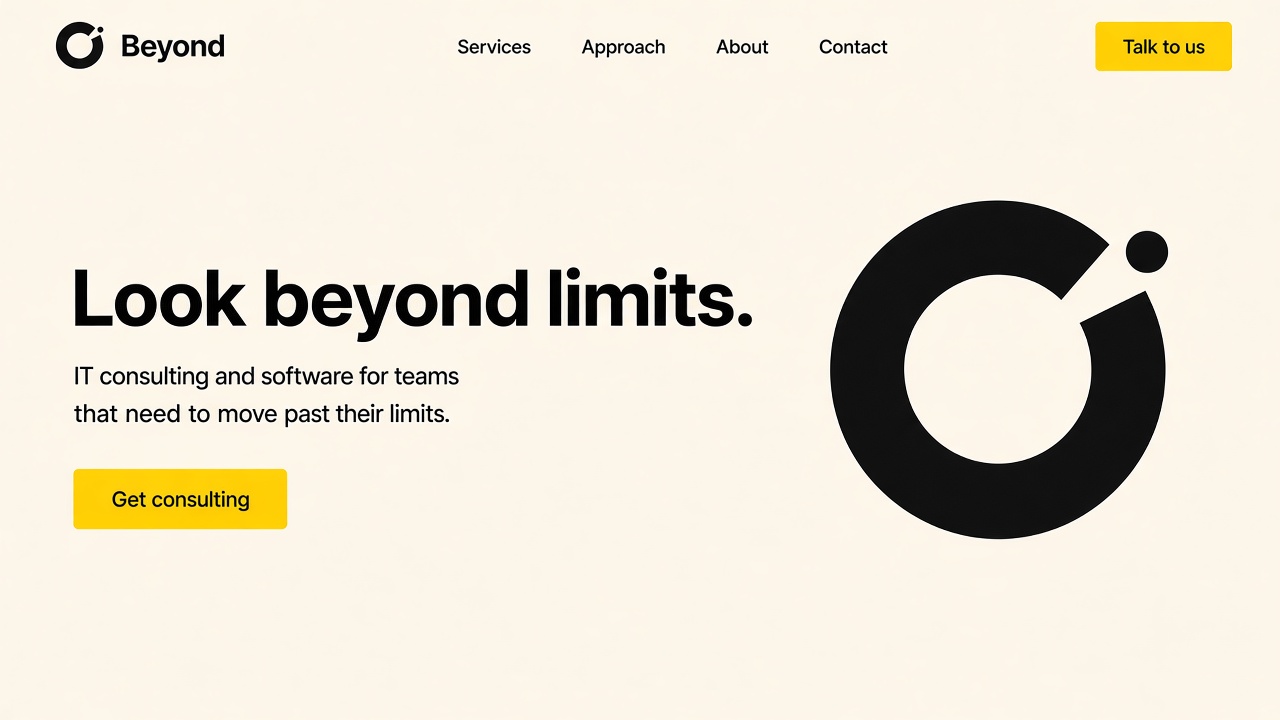 Beyond
Services
Approach
About
Contact
Talk to us
Look beyond limits.
IT consulting and software for teams
that need to move past their limits.
Get consulting